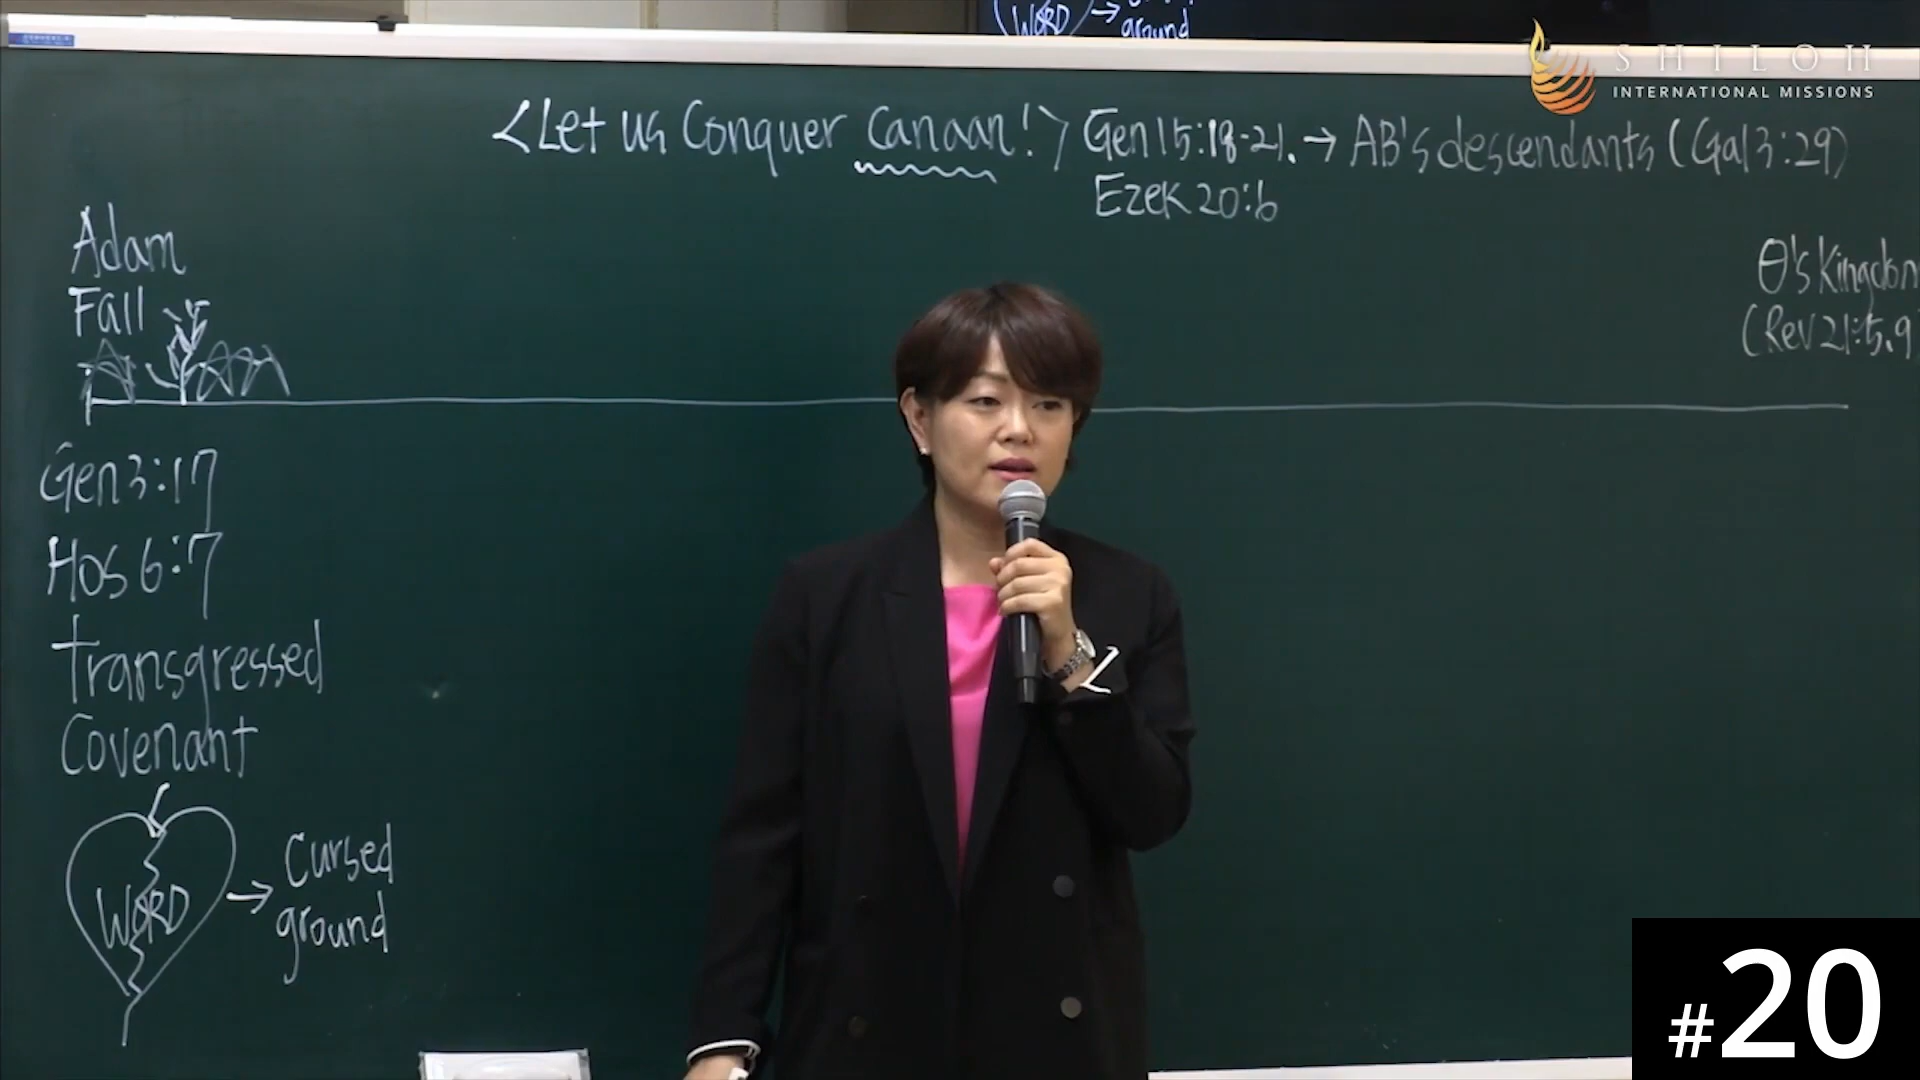 WORD → 
ground
SHILOH
INTERNATIONAL MISSIONS
<Let us Conquer Canaan!> Gen 15:18-21. → AB's descendants (Gal 3:29)
Ezek 20:6
Adam
Fall
θ's Kingdom
(Rev 21:5.9
Gen 3:17
Hos 6:7
Transgressed
Covenant
WORD → Cursed
ground
#20